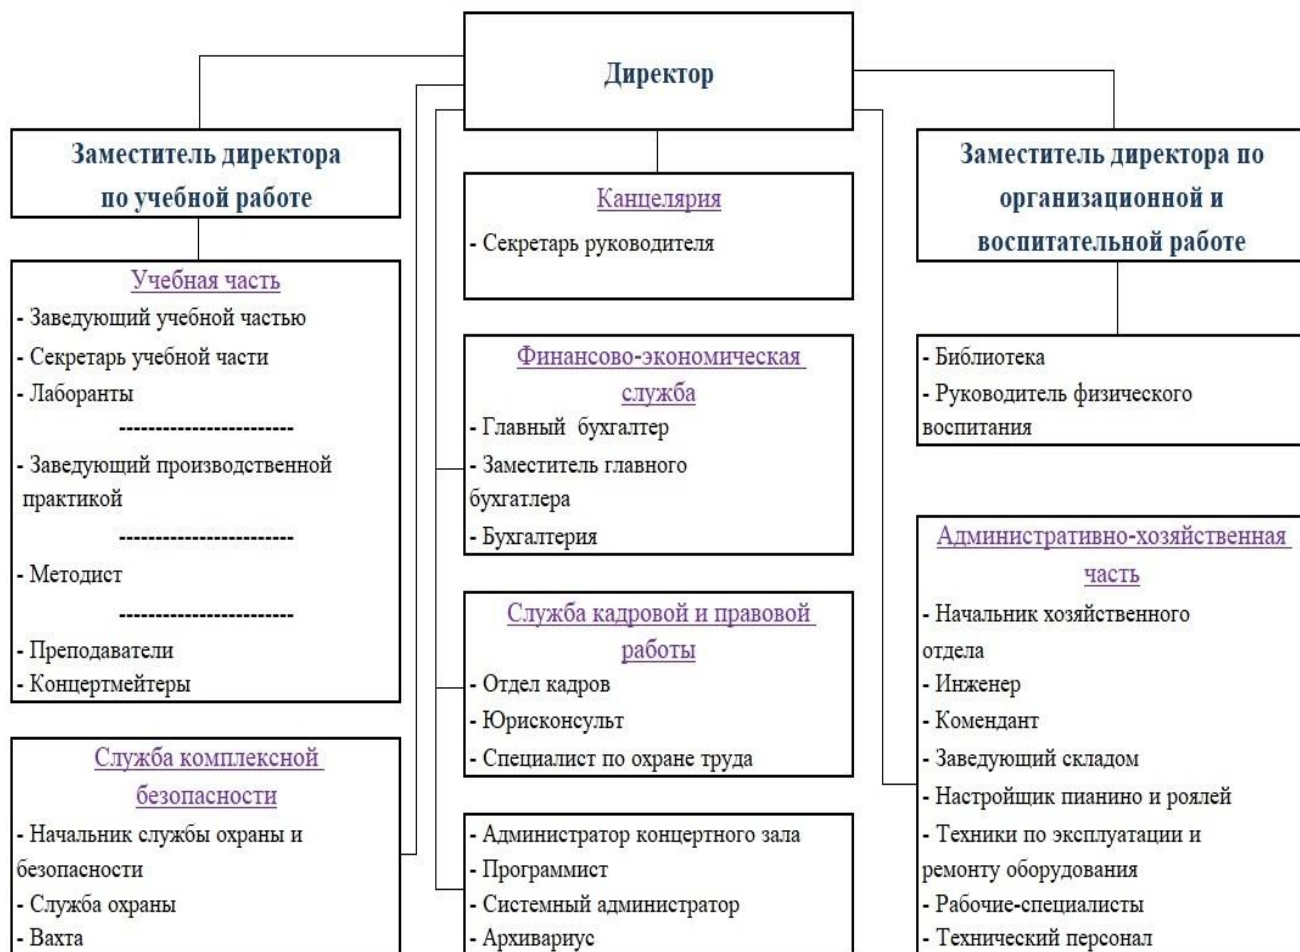 Директор
Заместитель директора
по учебной работе
Учебная часть
- Заведующий учебной частью
- Секретарь учебной части
- Лаборанты
------------------------
- Заведующий производственной
практикой
------------------------
- Методист
------------------------
- Преподаватели
- Концертмейтеры
Служба комплексной
безопасности
- Начальник службы охраны и
безопасности
- Служба охраны
- Вахта
Канцелярия
- Секретарь руководителя
Финансово-экономическая
служба
- Главный бухгалтер
- Заместитель главного
бухгатлера
- Бухгалтерия
Служба кадровой и правовой
работы
- Отдел кадров
- Юрисконсульт
- Специалист по охране труда
- Администратор концертного зала
- Программист
- Системный администратор
- Архивариус
Заместитель директора по
организационной и
воспитательной работе
- Библиотека
- Руководитель физического
воспитания
Административно-хозяйственная
часть
- Начальник хозяйственного
отдела
- Инженер
- Комендант
- Заведующий складом
- Настройщик пианино и роялей
- Техники по эксплуатации и
ремонту оборудования
- Рабочие-специалисты
- Технический персонал